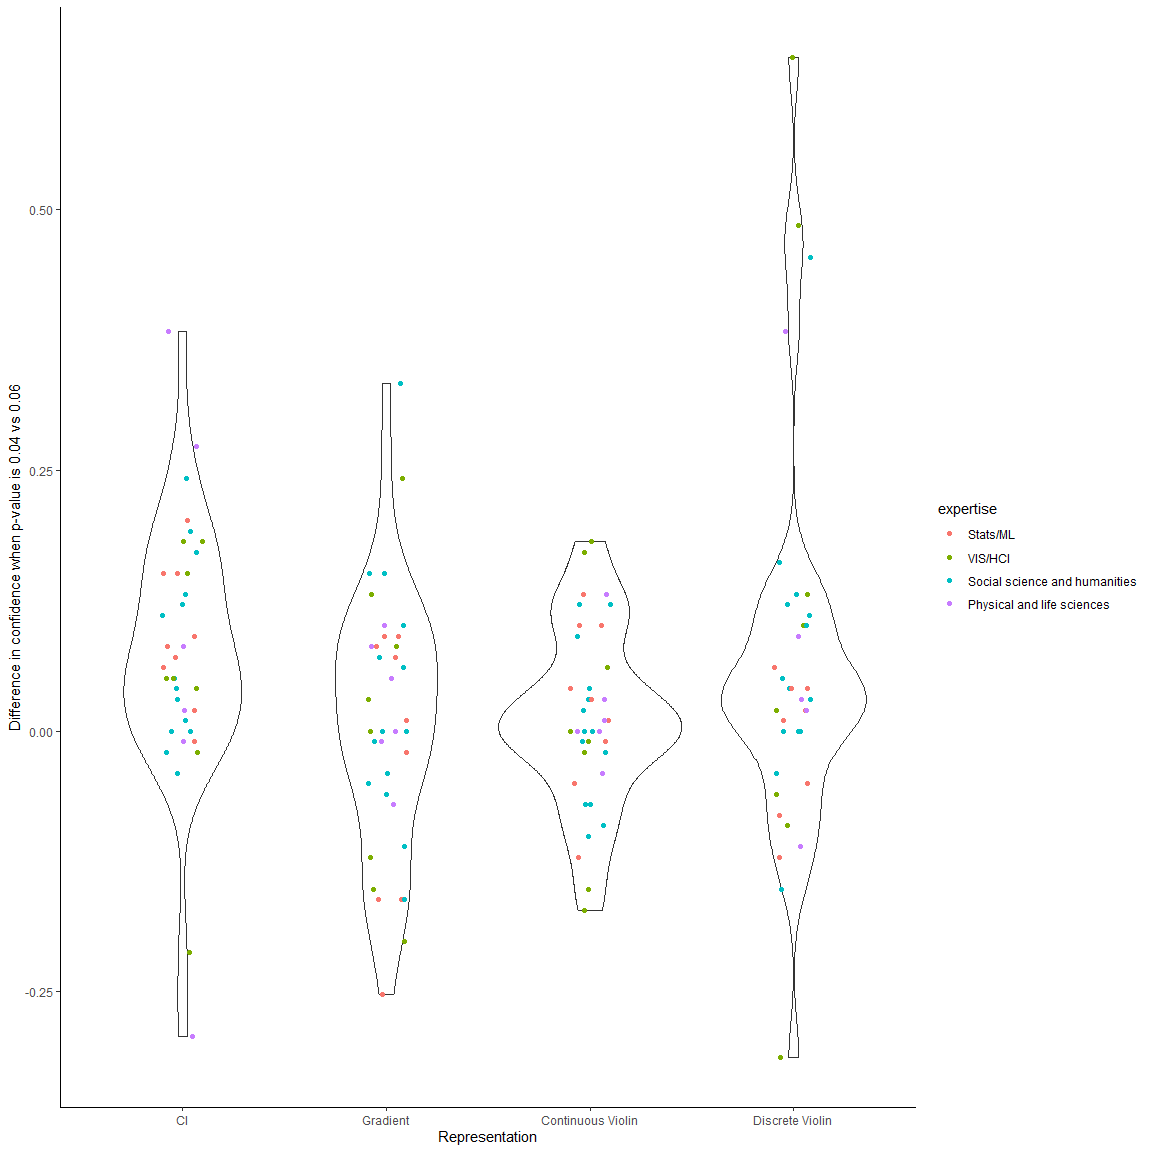 Difference in confidence when p-value is 0.04 vs 0.06
0.50
0.25
0.00
-0.25
CI
Gradient
Continuous Violin
Discrete Violin
Representation
expertise
Stats/ML
VIS/HCI
Social science and humanities
Physical and life sciences